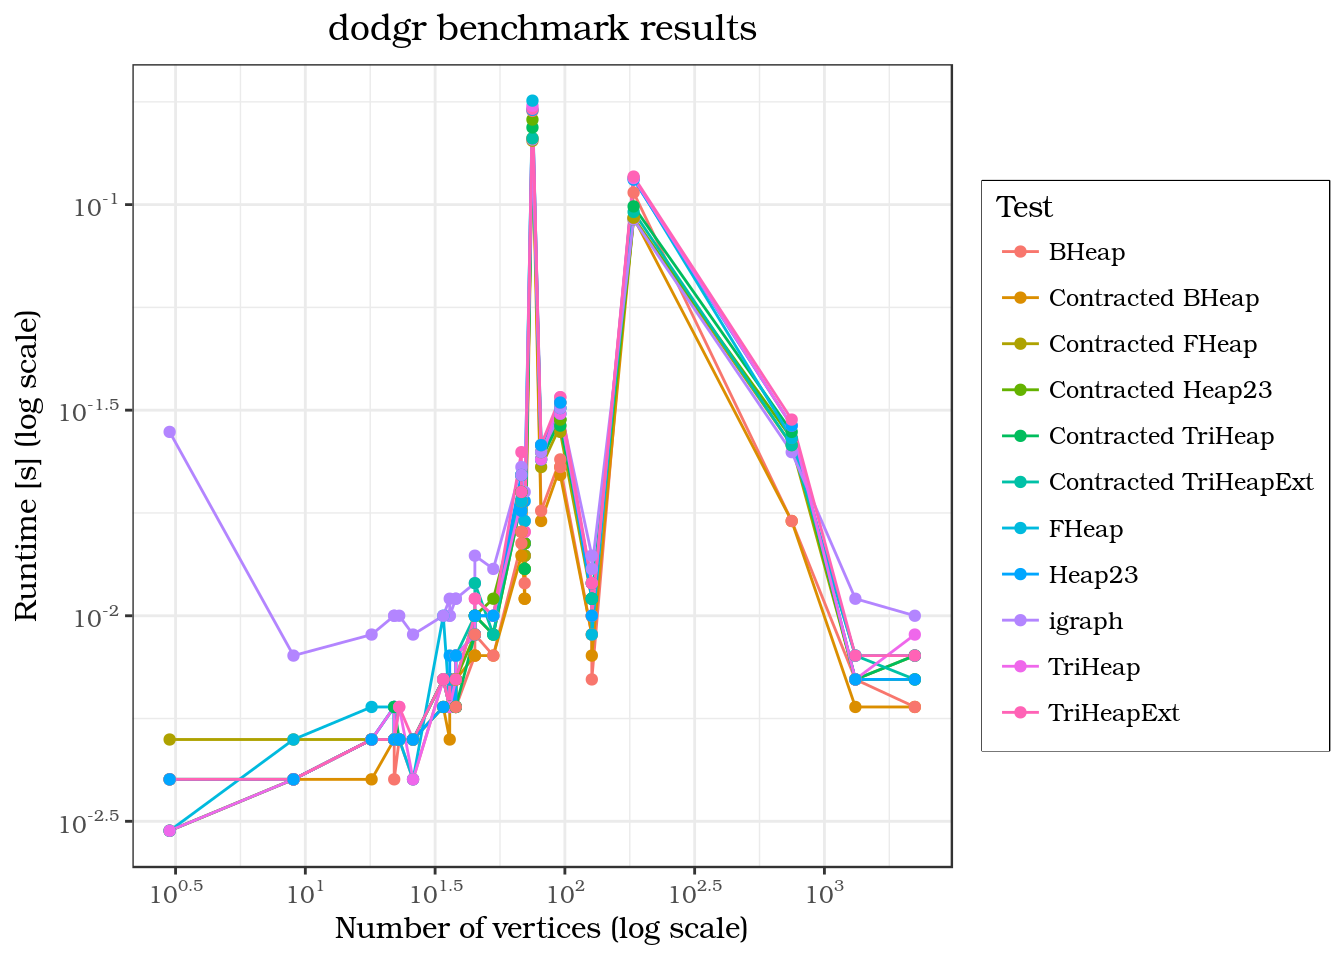 dodgr benchmark results
Runtime [s] (log scale)
10^-1
10^-1.5
10^-2
10^-2.5
10^0.5 10^1 10^1.5 10^2 10^2.5 10^3
Number of vertices (log scale)
Test
BHeap
Contracted BHeap
Contracted FHeap
Contracted Heap23
Contracted TriHeap
Contracted TriHeapExt
FHeap
Heap23
igraph
TriHeap
TriHeapExt